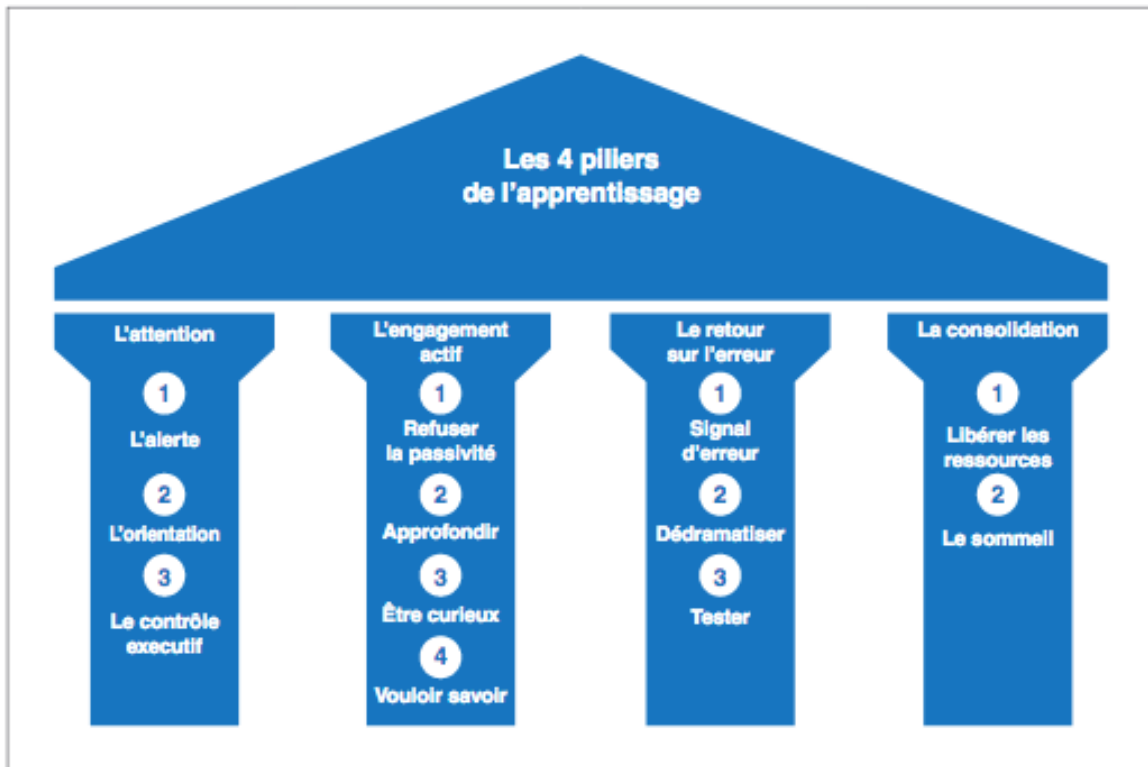 Les 4 piliers
de l'apprentissage
L'attention
1
L'alerte
2
L'orientation
3
Le contrôle
executif
L'engagement
actif
1
Refuser
la passivité
2
Approfondir
3
Être curieux
4
Vouloir savoir
Le retour
sur l'erreur
1
Signal
d'erreur
2
Dédramatiser
3
Tester
La consolidation
1
Libérer les
ressources
2
Le sommeil